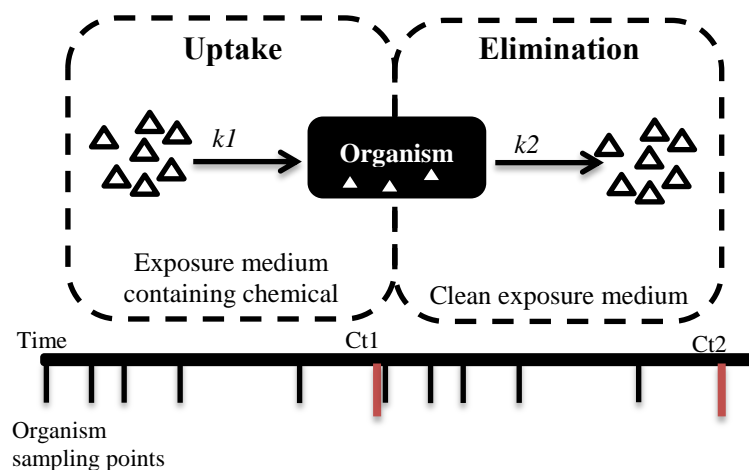 Uptake
Elimination
k1
Organism
k2
Exposure medium
containing chemical
Clean exposure medium
Time
Ct1
Ct2
Organism
sampling points